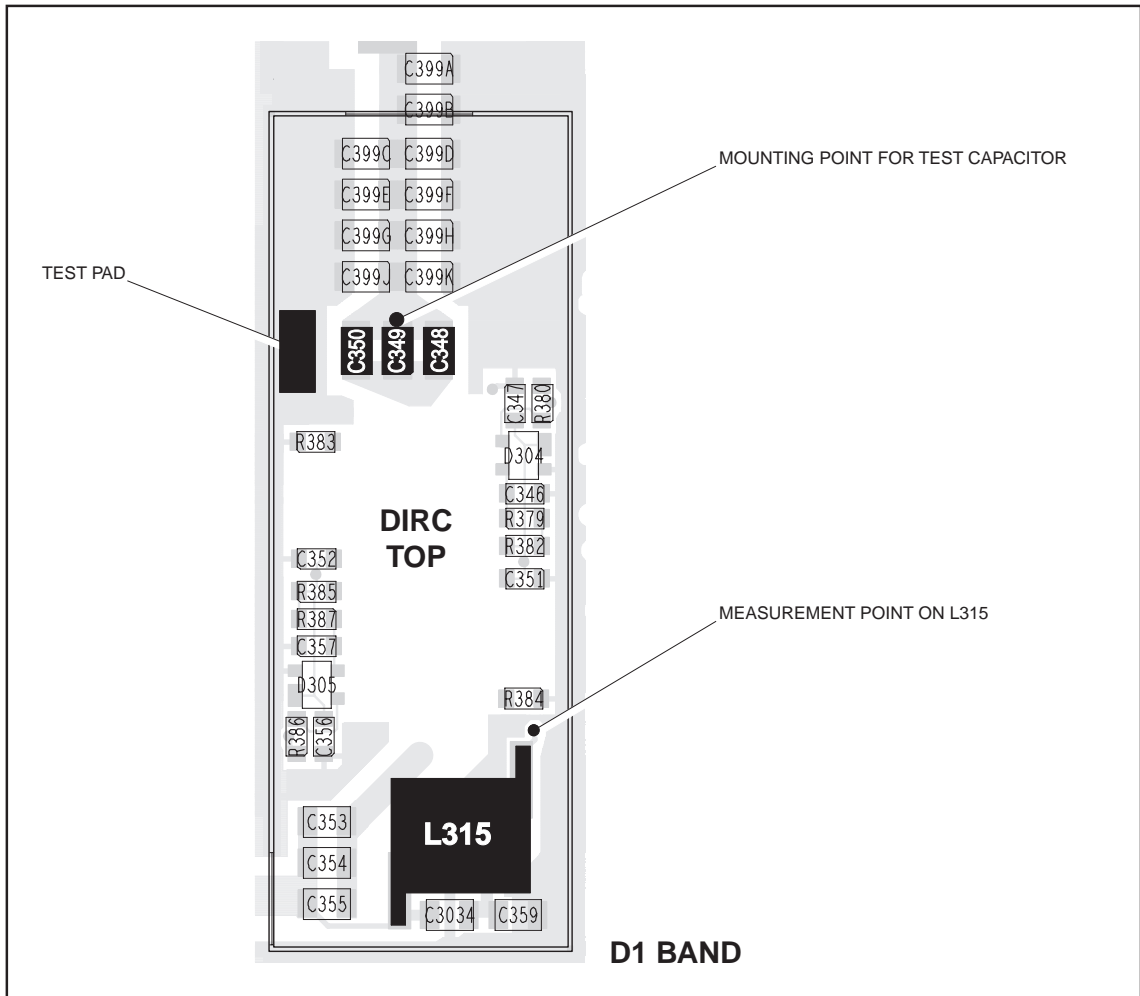 C399A
C399B
C399C C399D
MOUNTING POINT FOR TEST CAPACITOR
C399E C399F
C399G C399H
TEST PAD
C399J C399K
C350 C349 C348
C347 R380
R383
D304
C346
DIRC
TOP
R379
R382
C352
C351
R385
R387
MEASUREMENT POINT ON L315
C357
D305
R384
R386 C356
C353
L315
C354
C355
C3034 C359
D1 BAND